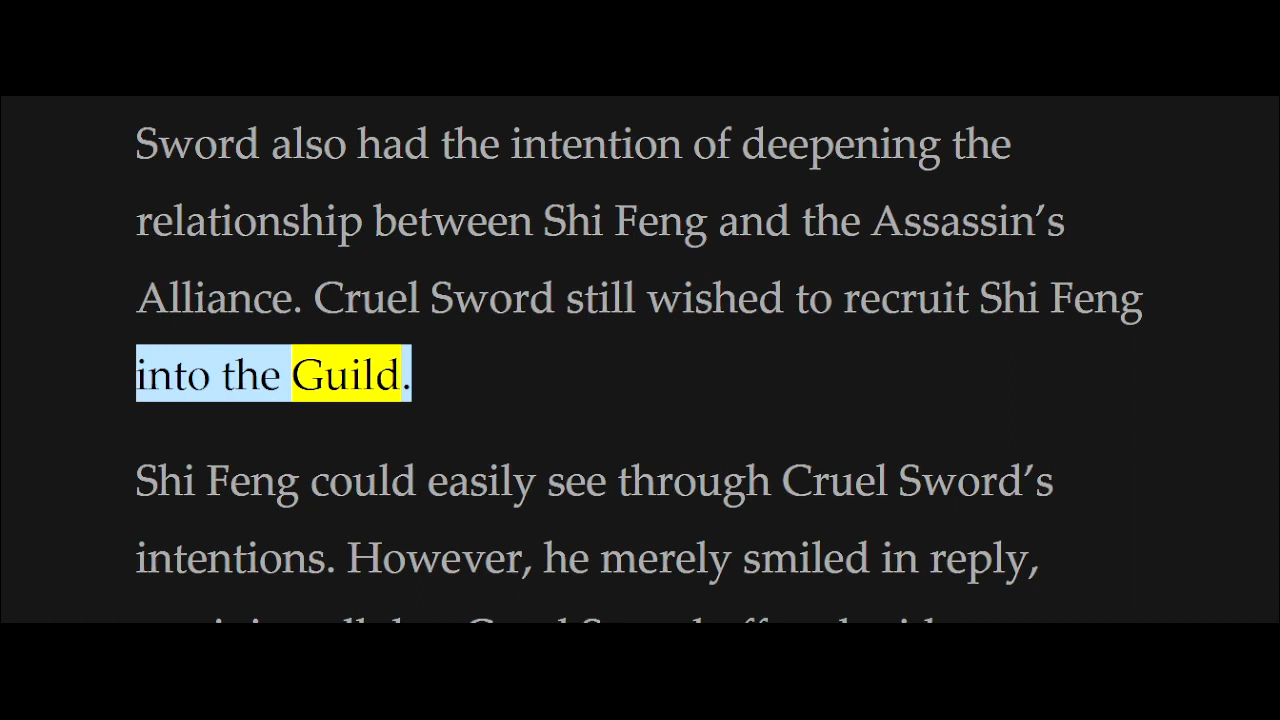 Sword also had the intention of deepening the
relationship between Shi Feng and the Assassin’s
Alliance. Cruel Sword still wished to recruit Shi Feng
into the Guild.
Shi Feng could easily see through Cruel Sword’s
intentions. However, he merely smiled in reply,